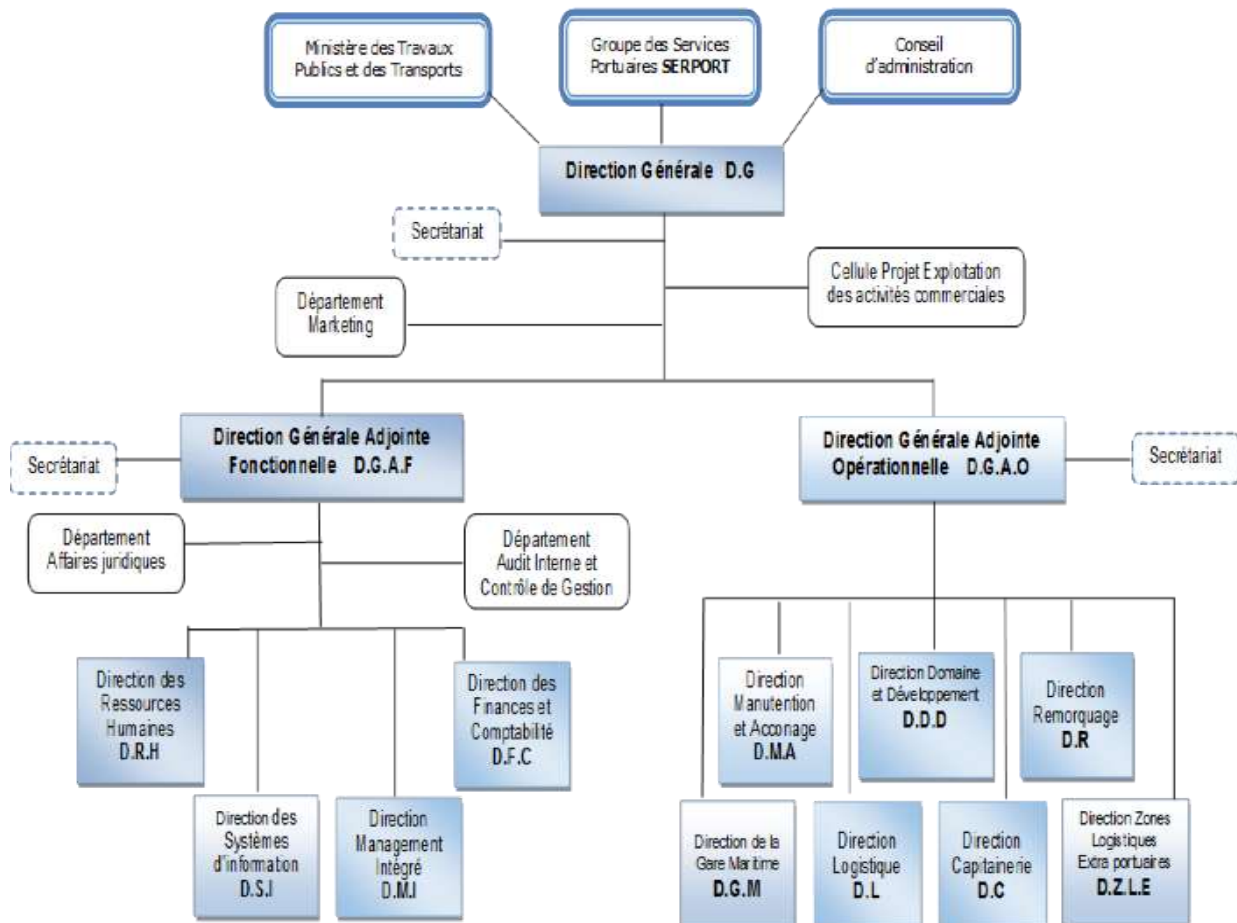 Ministère des Travaux
Publics et des Transports
Groupe des Services
Portuaires SERPORT
Conseil
d'administration
Direction Générale D.G
Secrétariat
Cellule Projet Exploitation
des activités commerciales
Département
Marketing
Direction Générale Adjointe
Fonctionnelle D.G.A.F
Direction Générale Adjointe
Opérationnelle D.G.A.O
Secrétariat
Secrétariat
Département
Affaires juridiques
Département
Audit Interne et
Contrôle de Gestion
Direction des
Ressources
Humaines
D.R.H
Direction des
Finances et
Comptabilité
D.F.C
Direction
Manutention
et Acconage
D.M.A
Direction Domaine
et Développement
D.D.D
Direction
Remorquage
D.R
Direction des
Systèmes
d'information
D.S.I
Direction
Management
Intégré
D.M.I
Direction de la
Gare Maritime
D.G.M
Direction
Logistique
D.L
Direction
Capitainerie
D.C
Direction Zones
Logistiques
Extra portuaires
D.Z.L.E